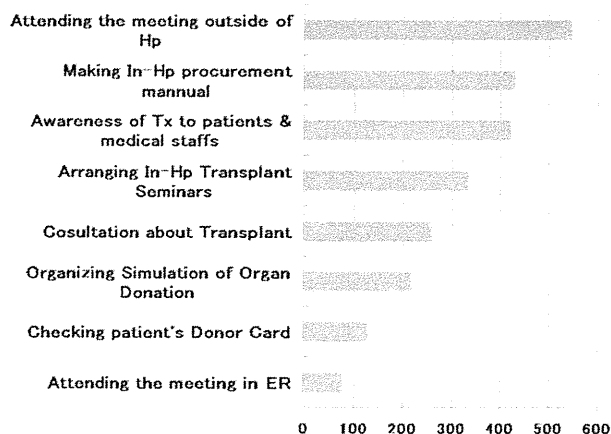 Attending the meeting outside of
Hp
Making In-Hp procurement
mannual
Awareness of Tx to patients &
medical staffs
Arranging In-Hp Transplant
Seminars
Cosultation about Transplant
Organizing Simulation of Organ
Donation
Checking patient's Donor Card
Attending the meeting in ER
0 100 200 300 400 500 600